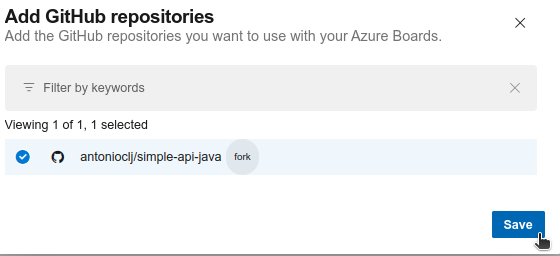 Add GitHub repositories
Add the GitHub repositories you want to use with your Azure Boards.
Filter by keywords
Viewing 1 of 1, 1 selected
antonioclj/simple-api-java fork
Save